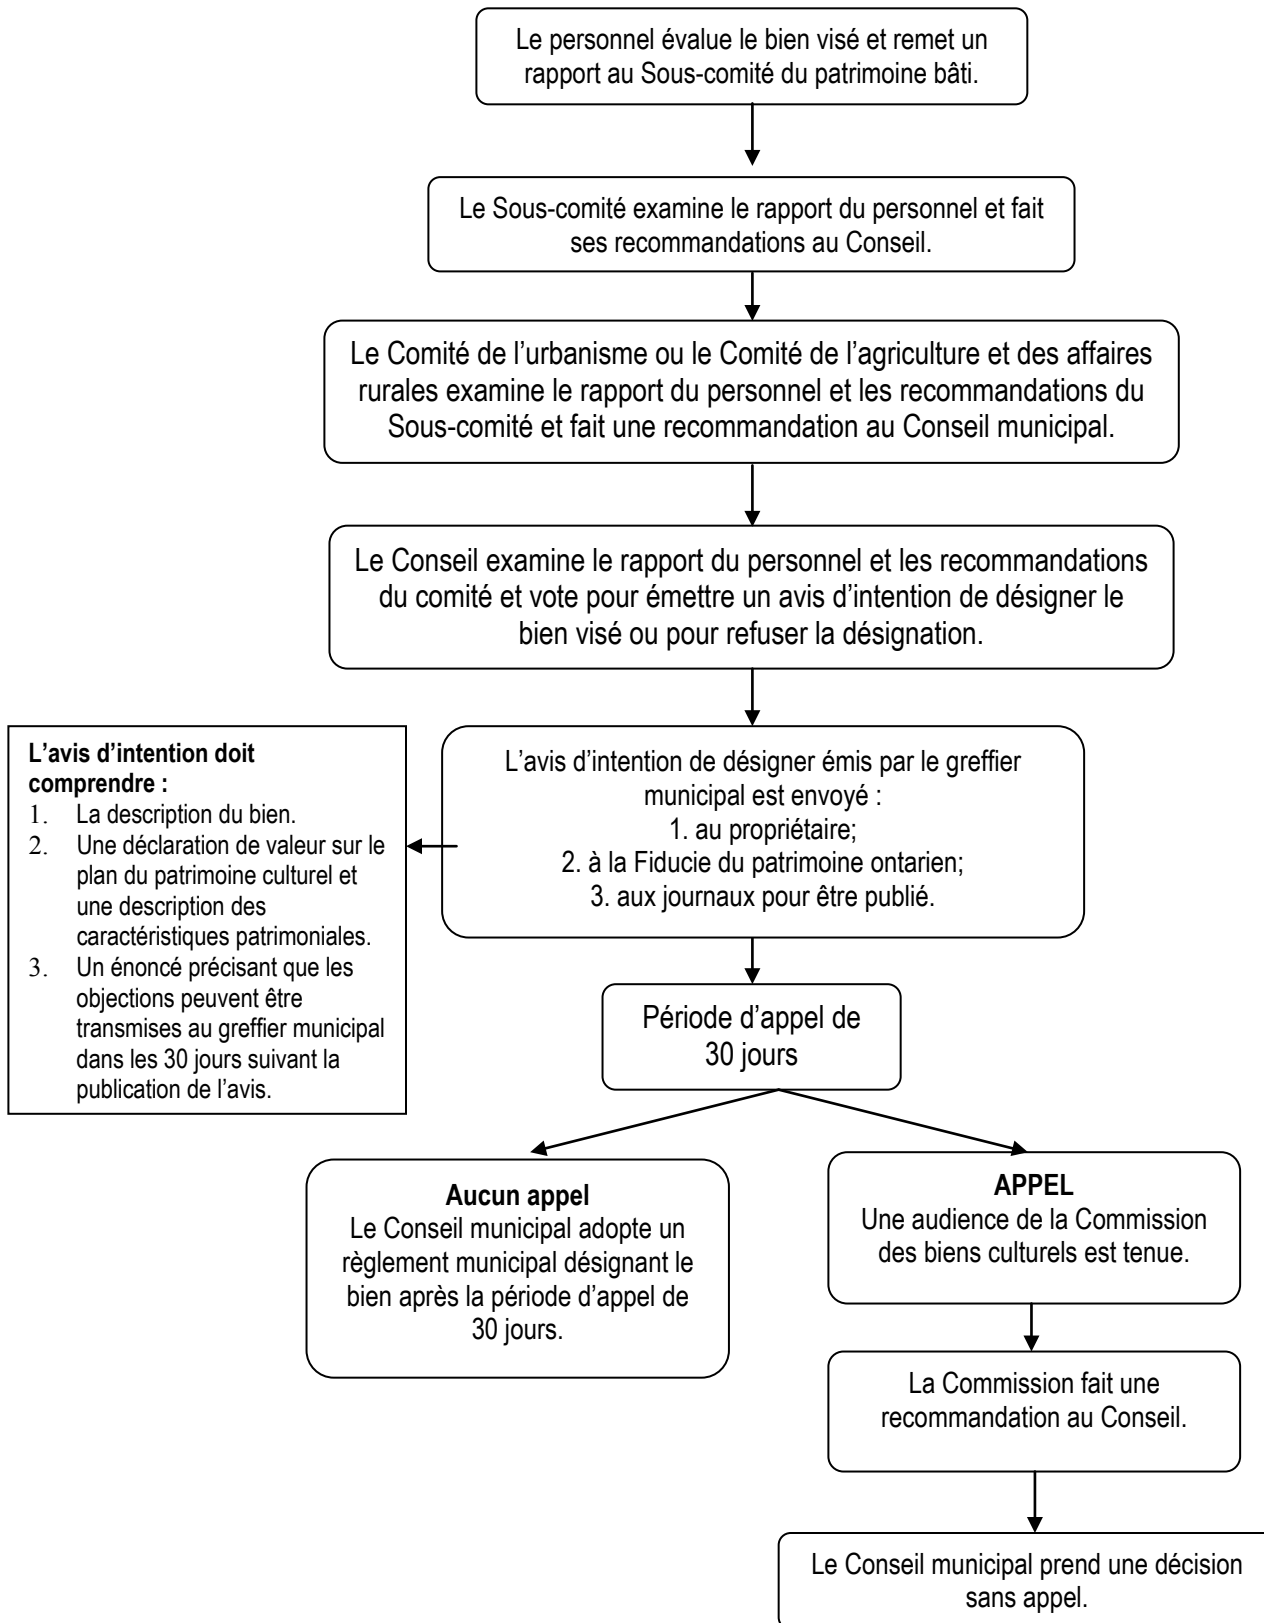 Le personnel évalue le bien visé et remet un
rapport au Sous-comité du patrimoine bâti.
Le Sous-comité examine le rapport du personnel et fait
ses recommandations au Conseil.
Le Comité de l’urbanisme ou le Comité de l’agriculture et des affaires
rurales examine le rapport du personnel et les recommandations du
Sous-comité et fait une recommandation au Conseil municipal.
Le Conseil examine le rapport du personnel et les recommandations
du comité et vote pour émettre un avis d’intention de désigner le
bien visé ou pour refuser la désignation.
L’avis d’intention doit
comprendre :
1. La description du bien.
2. Une déclaration de valeur sur le
plan du patrimoine culturel et
une description des
caractéristiques patrimoniales.
3. Un énoncé précisant que les
objections peuvent être
transmises au greffier municipal
dans les 30 jours suivant la
publication de l’avis.
L’avis d’intention de désigner émis par le greffier
municipal est envoyé :
1. au propriétaire;
2. à la Fiducie du patrimoine ontarien;
3. aux journaux pour être publié.
Période d’appel de
30 jours
Aucun appel
Le Conseil municipal adopte un
règlement municipal désignant le
bien après la période d’appel de
30 jours.
APPEL
Une audience de la Commission
des biens culturels est tenue.
La Commission fait une
recommandation au Conseil.
Le Conseil municipal prend une décision
sans appel.